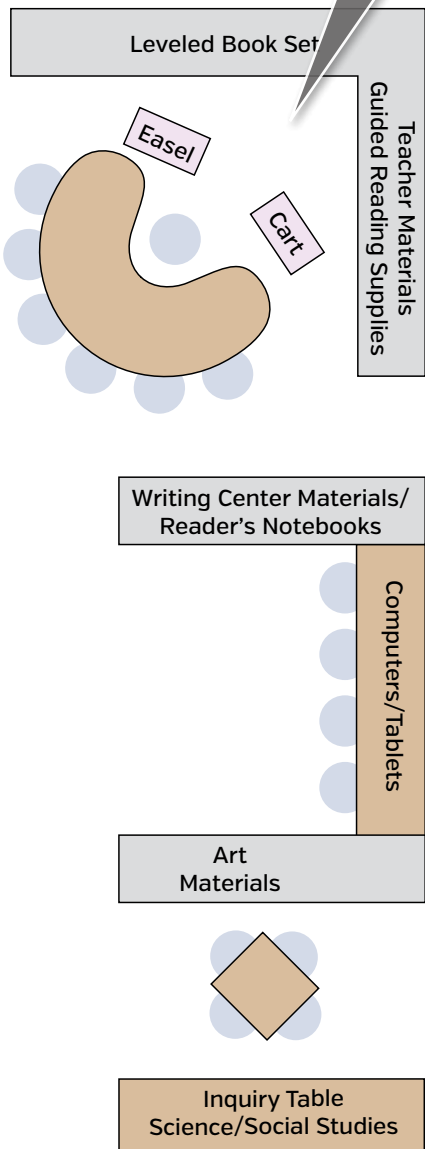 Leveled Book Set
Teacher Materials
Guided Reading Supplies
Easel
Cart
Writing Center Materials/
Reader's Notebooks
Computers/Tablets
Art
Materials
Inquiry Table
Science/Social Studies